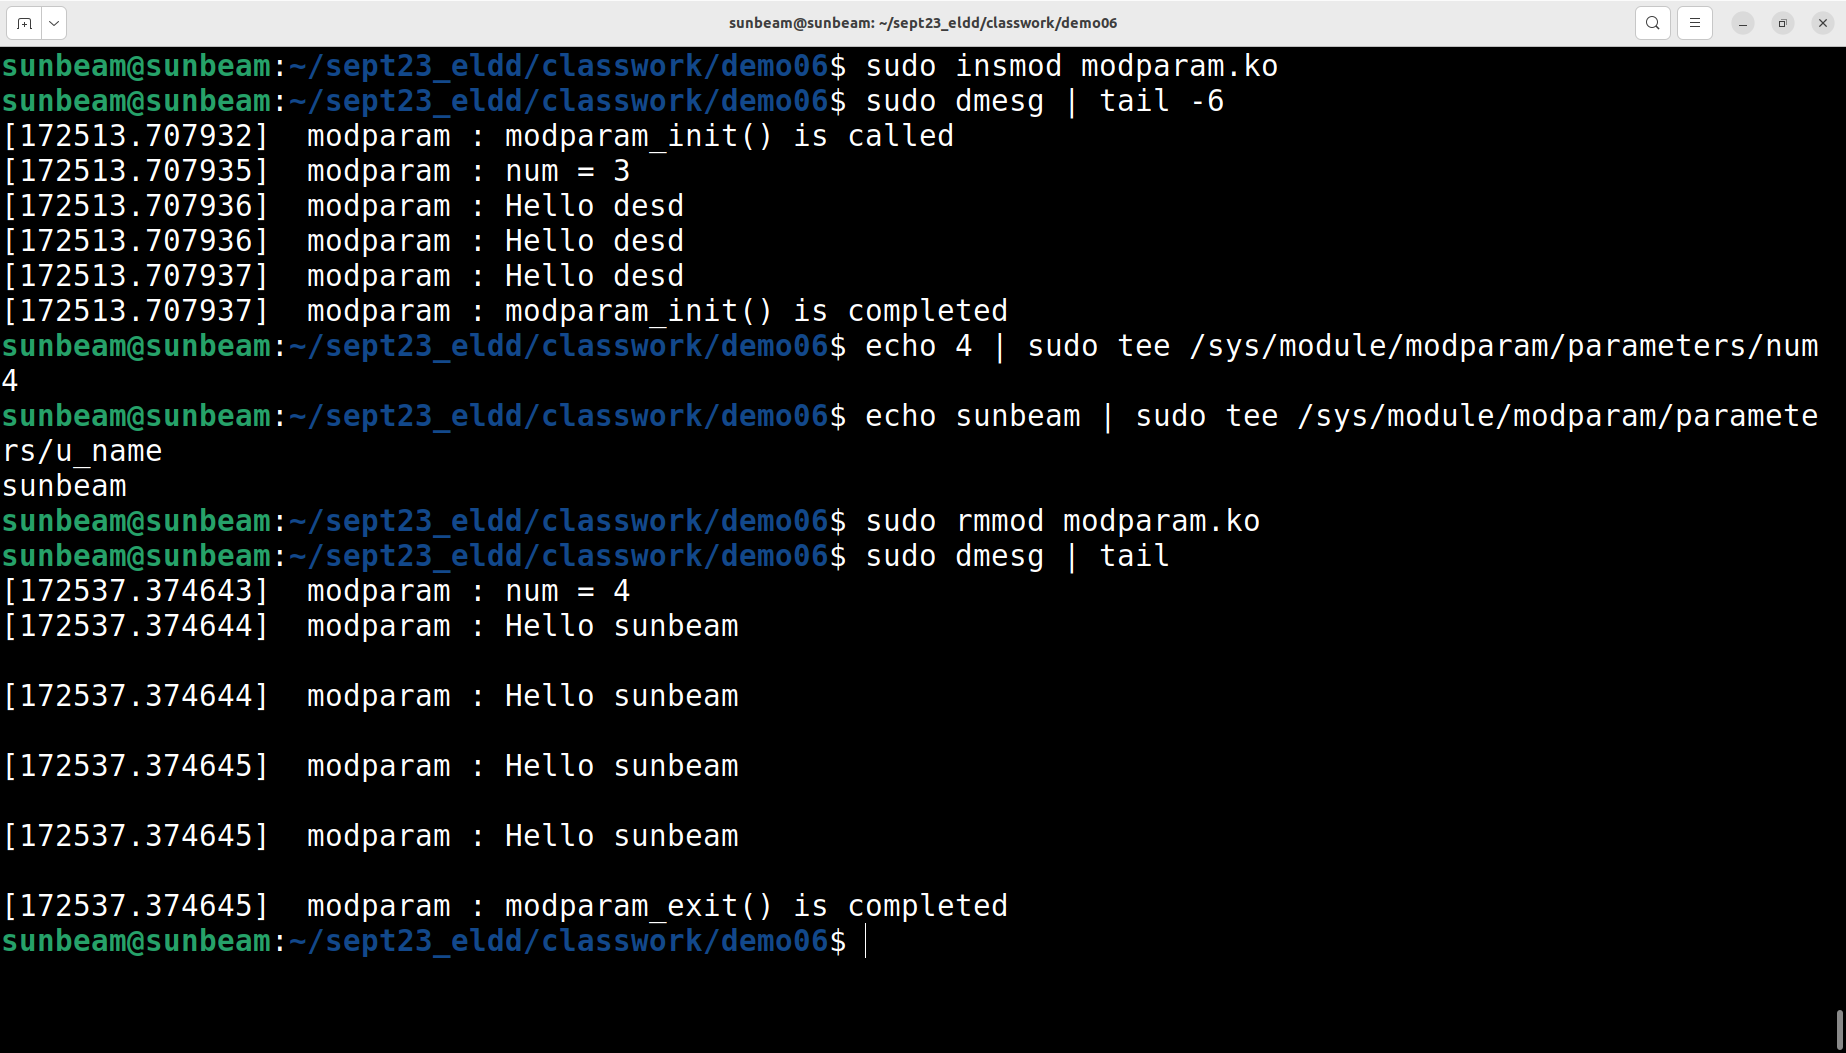 sunbeam@sunbeam: ~/sept23_eldd/classwork/demo06
sunbeam@sunbeam:~/sept23_eldd/classwork/demo06$ sudo insmod modparam.ko
sunbeam@sunbeam:~/sept23_eldd/classwork/demo06$ sudo dmesg | tail -6
[172513.707932]  modparam : modparam_init() is called
[172513.707935]  modparam : num = 3
[172513.707936]  modparam : Hello desd
[172513.707936]  modparam : Hello desd
[172513.707937]  modparam : Hello desd
[172513.707937]  modparam : modparam_init() is completed
sunbeam@sunbeam:~/sept23_eldd/classwork/demo06$ echo 4 | sudo tee /sys/module/modparam/parameters/num
4
sunbeam@sunbeam:~/sept23_eldd/classwork/demo06$ echo sunbeam | sudo tee /sys/module/modparam/paramete
rs/u_name
sunbeam
sunbeam@sunbeam:~/sept23_eldd/classwork/demo06$ sudo rmmod modparam.ko
sunbeam@sunbeam:~/sept23_eldd/classwork/demo06$ sudo dmesg | tail
[172537.374643]  modparam : num = 4
[172537.374644]  modparam : Hello sunbeam
[172537.374644]  modparam : Hello sunbeam
[172537.374645]  modparam : Hello sunbeam
[172537.374645]  modparam : Hello sunbeam
[172537.374645]  modparam : modparam_exit() is completed
sunbeam@sunbeam:~/sept23_eldd/classwork/demo06$